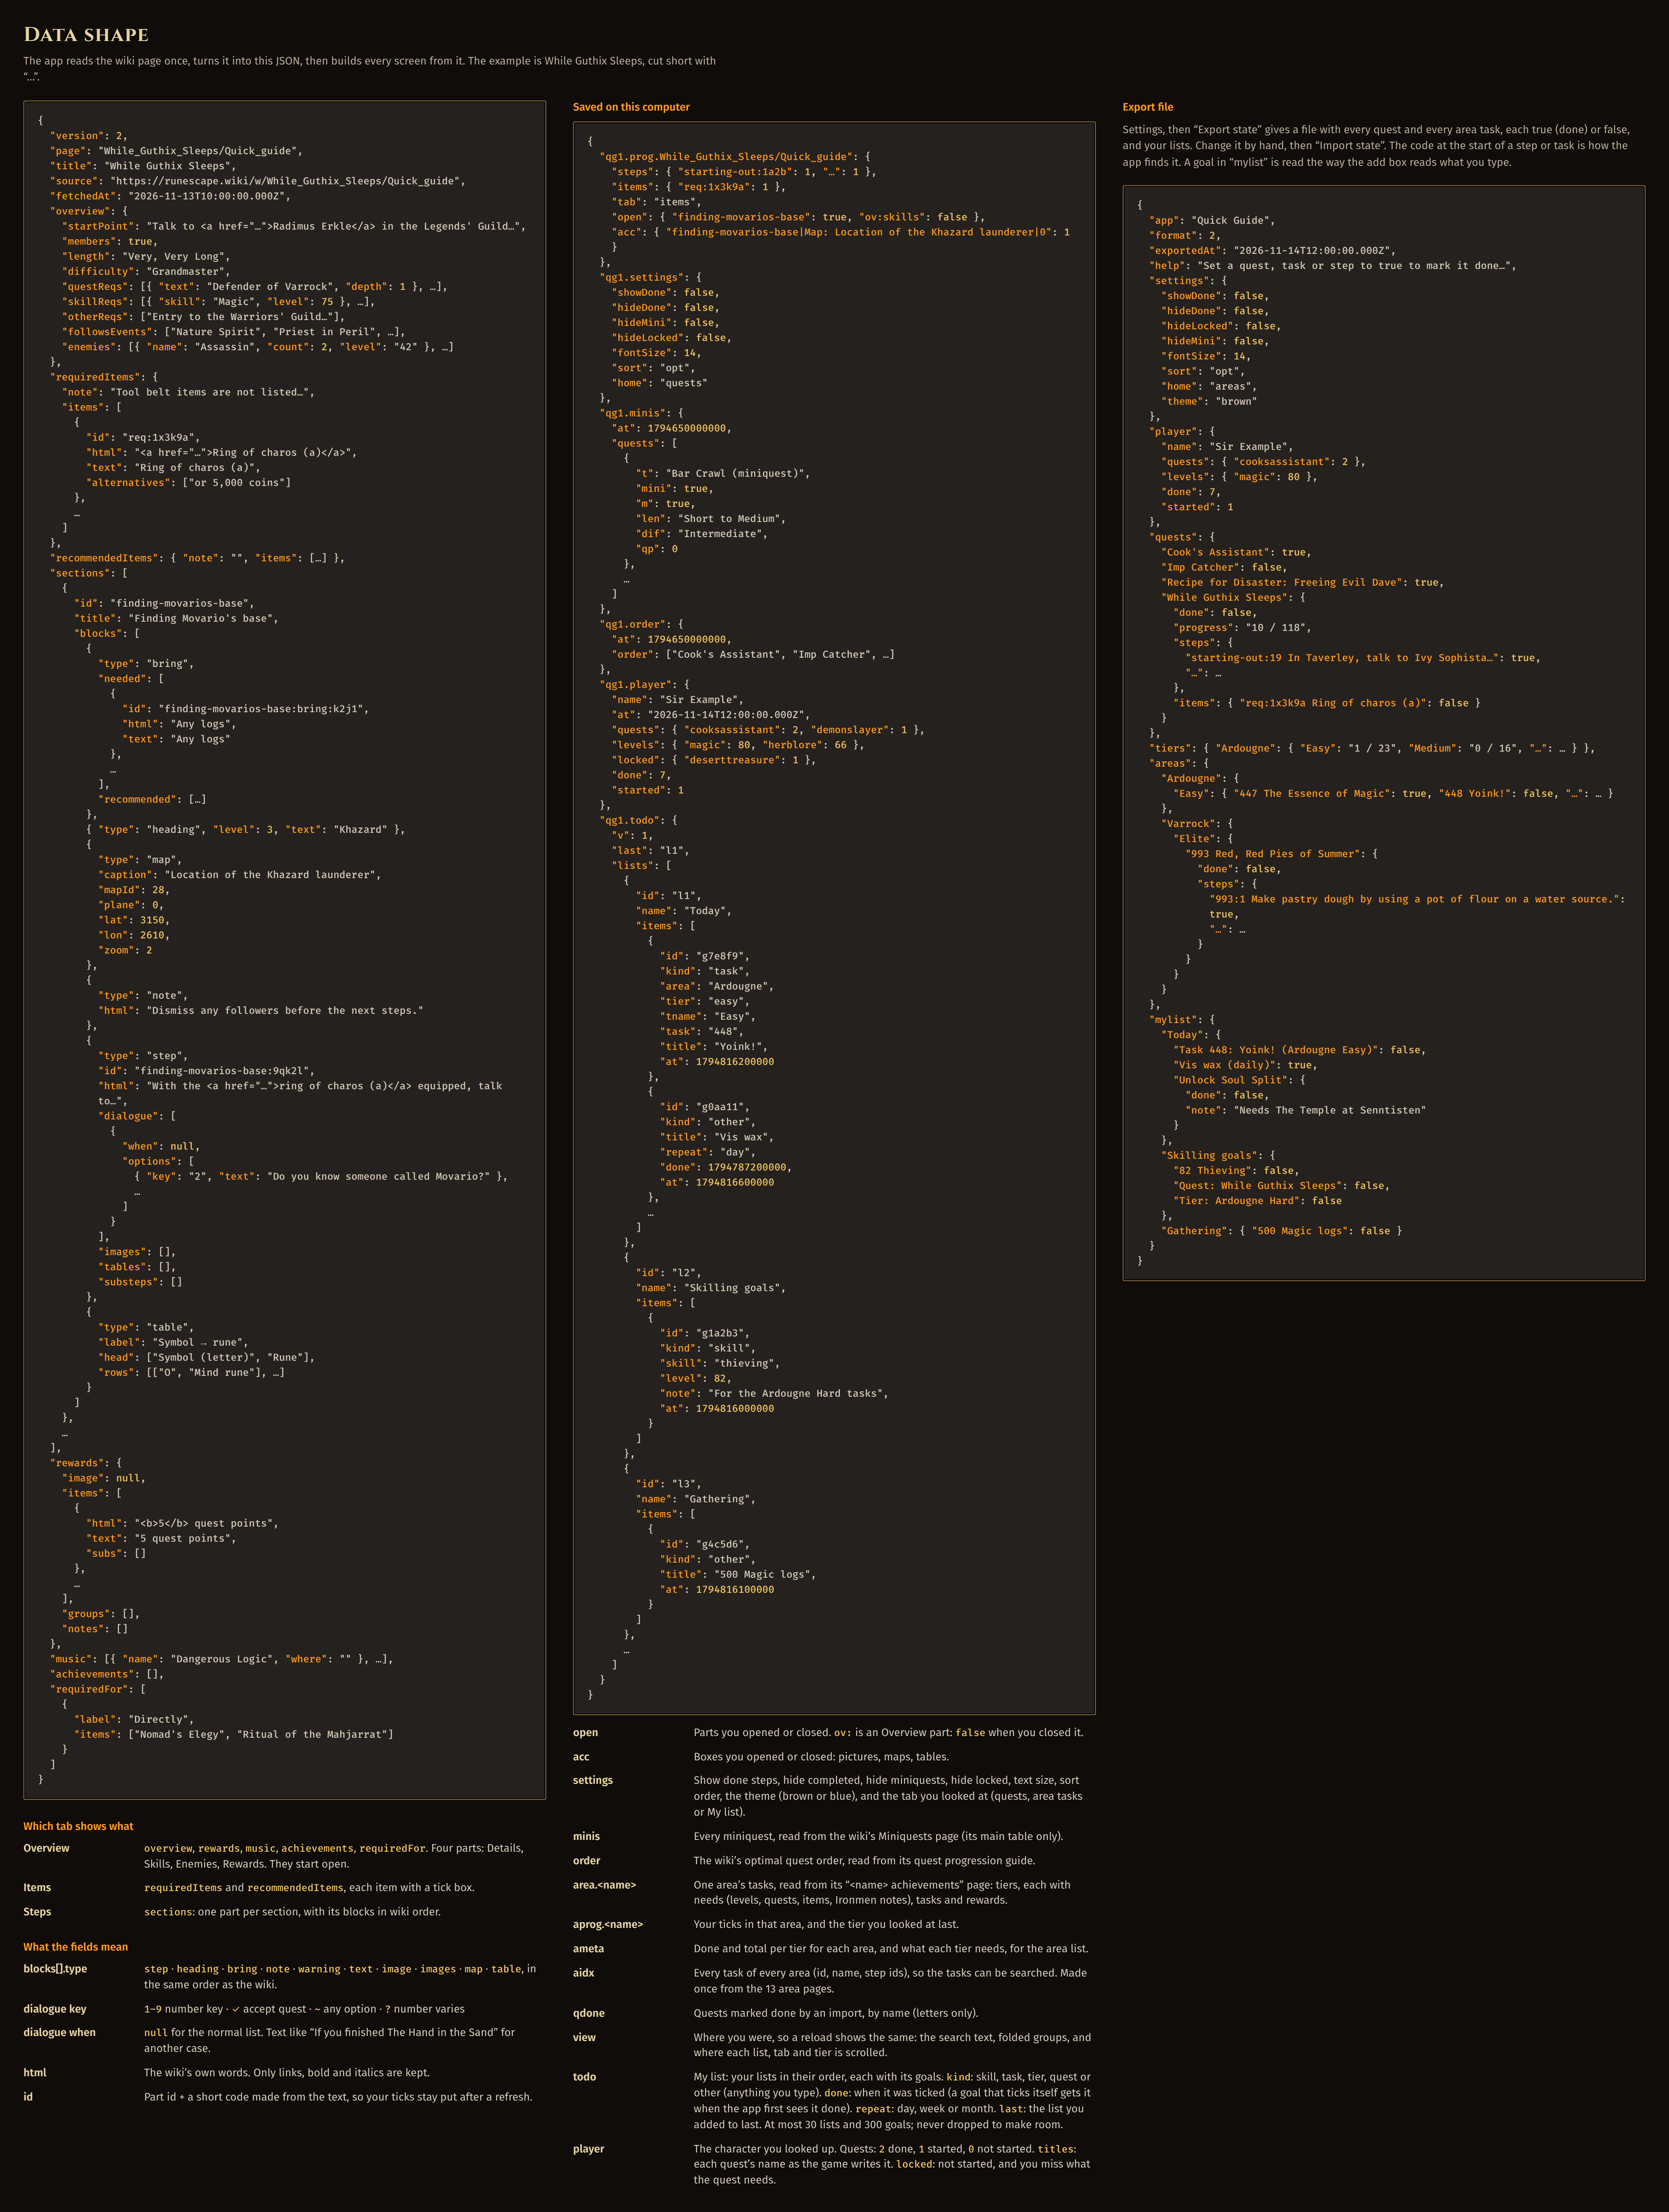 Data shape
The app reads the wiki page once, turns it into this JSON, then builds every screen from it. The example is While Guthix Sleeps, cut short with
“…”.
{
"version": 2,
"page": "While_Guthix_Sleeps/Quick_guide",
"title": "While Guthix Sleeps",
"source": "https://runescape.wiki/w/While_Guthix_Sleeps/Quick_guide",
"fetchedAt": "2026-11-13T10:00:00.000Z",
"overview": {
"startPoint": "Talk to <a href="…">Radimus Erkle</a> in the Legends' Guild…",
"members": true,
"length": "Very, Very Long",
"difficulty": "Grandmaster",
"questReqs": [{ "text": "Defender of Varrock", "depth": 1 }, …],
"skillReqs": [{ "skill": "Magic", "level": 75 }, …],
"otherReqs": ["Entry to the Warriors' Guild…"],
"followsEvents": ["Nature Spirit", "Priest in Peril", …],
"enemies": [{ "name": "Assassin", "count": 2, "level": "42" }, …]
},
"requiredItems": {
"note": "Tool belt items are not listed…",
"items": [
{
"id": "req:1x3k9a",
"html": "<a href="…">Ring of charos (a)</a>",
"text": "Ring of charos (a)",
"alternatives": ["or 5,000 coins"]
},
…
]
},
"recommendedItems": { "note": "", "items": […] },
"sections": [
{
"id": "finding-movarios-base",
"title": "Finding Movario's base",
"blocks": [
{
"type": "bring",
"needed": [
{
"id": "finding-movarios-base:bring:k2j1",
"html": "Any logs",
"text": "Any logs"
},
…
],
"recommended": […]
},
{ "type": "heading", "level": 3, "text": "Khazard" },
{
"type": "map",
"caption": "Location of the Khazard launderer",
"mapId": 28,
"plane": 0,
"lat": 3150,
"lon": 2610,
"zoom": 2
},
{
"type": "note",
"html": "Dismiss any followers before the next steps."
},
{
"type": "step",
"id": "finding-movarios-base:9qk2l",
"html": "With the <a href="…">ring of charos (a)</a> equipped, talk
to…",
"dialogue": [
{
"when": null,
"options": [
{ "key": "2", "text": "Do you know someone called Movario?" },
…
]
}
],
"images": [],
"tables": [],
"substeps": []
},
{
"type": "table",
"label": "Symbol → rune",
"head": ["Symbol (letter)", "Rune"],
"rows": [["O", "Mind rune"], …]
}
]
},
…
],
"rewards": {
"image": null,
"items": [
{
"html": "<b>5</b> quest points",
"text": "5 quest points",
"subs": []
},
…
],
"groups": [],
"notes": []
},
"music": [{ "name": "Dangerous Logic", "where": "" }, …],
"achievements": [],
"requiredFor": [
{
"label": "Directly",
"items": ["Nomad's Elegy", "Ritual of the Mahjarrat"]
}
]
}
Which tab shows what
Overview
overview, rewards, music, achievements, requiredFor. Four parts: Details,
Skills, Enemies, Rewards. They start open.
Items
requiredItems and recommendedItems, each item with a tick box.
Steps
sections: one part per section, with its blocks in wiki order.
What the fields mean
blocks[].type
step · heading · bring · note · warning · text · image · images · map · table, in
the same order as the wiki.
dialogue key
1–9 number key · ✓ accept quest · ~ any option · ? number varies
dialogue when
null for the normal list. Text like “If you finished The Hand in the Sand” for
another case.
html
The wiki’s own words. Only links, bold and italics are kept.
id
Part id + a short code made from the text, so your ticks stay put after a refresh.
Saved on this computer
{
"qg1.prog.While_Guthix_Sleeps/Quick_guide": {
"steps": { "starting-out:1a2b": 1, "…": 1 },
"items": { "req:1x3k9a": 1 },
"tab": "items",
"open": { "finding-movarios-base": true, "ov:skills": false },
"acc": { "finding-movarios-base|Map: Location of the Khazard launderer|0": 1
}
},
"qg1.settings": {
"showDone": false,
"hideDone": false,
"hideMini": false,
"hideLocked": false,
"fontSize": 14,
"sort": "opt",
"home": "quests"
},
"qg1.minis": {
"at": 1794650000000,
"quests": [
{
"t": "Bar Crawl (miniquest)",
"mini": true,
"m": true,
"len": "Short to Medium",
"dif": "Intermediate",
"qp": 0
},
…
]
},
"qg1.order": {
"at": 1794650000000,
"order": ["Cook's Assistant", "Imp Catcher", …]
},
"qg1.player": {
"name": "Sir Example",
"at": "2026-11-14T12:00:00.000Z",
"quests": { "cooksassistant": 2, "demonslayer": 1 },
"levels": { "magic": 80, "herblore": 66 },
"locked": { "deserttreasure": 1 },
"done": 7,
"started": 1
},
"qg1.todo": {
"v": 1,
"last": "l1",
"lists": [
{
"id": "l1",
"name": "Today",
"items": [
{
"id": "g7e8f9",
"kind": "task",
"area": "Ardougne",
"tier": "easy",
"tname": "Easy",
"task": "448",
"title": "Yoink!",
"at": 1794816200000
},
{
"id": "g0aa11",
"kind": "other",
"title": "Vis wax",
"repeat": "day",
"done": 1794787200000,
"at": 1794816600000
},
…
]
},
{
"id": "l2",
"name": "Skilling goals",
"items": [
{
"id": "g1a2b3",
"kind": "skill",
"skill": "thieving",
"level": 82,
"note": "For the Ardougne Hard tasks",
"at": 1794816000000
}
]
},
{
"id": "l3",
"name": "Gathering",
"items": [
{
"id": "g4c5d6",
"kind": "other",
"title": "500 Magic logs",
"at": 1794816100000
}
]
},
…
]
}
}
open
Parts you opened or closed. ov: is an Overview part: false when you closed it.
acc
Boxes you opened or closed: pictures, maps, tables.
settings
Show done steps, hide completed, hide miniquests, hide locked, text size, sort
order, the theme (brown or blue), and the tab you looked at (quests, area tasks
or My list).
minis
Every miniquest, read from the wiki’s Miniquests page (its main table only).
order
The wiki’s optimal quest order, read from its quest progression guide.
area.<name>
One area’s tasks, read from its “<name> achievements” page: tiers, each with
needs (levels, quests, items, Ironmen notes), tasks and rewards.
aprog.<name>
Your ticks in that area, and the tier you looked at last.
ameta
Done and total per tier for each area, and what each tier needs, for the area list.
aidx
Every task of every area (id, name, step ids), so the tasks can be searched. Made
once from the 13 area pages.
qdone
Quests marked done by an import, by name (letters only).
view
Where you were, so a reload shows the same: the search text, folded groups, and
where each list, tab and tier is scrolled.
todo
My list: your lists in their order, each with its goals. kind: skill, task, tier, quest or
other (anything you type). done: when it was ticked (a goal that ticks itself gets it
when the app first sees it done). repeat: day, week or month. last: the list you
added to last. At most 30 lists and 300 goals; never dropped to make room.
player
The character you looked up. Quests: 2 done, 1 started, 0 not started. titles:
each quest’s name as the game writes it. locked: not started, and you miss what
the quest needs.
Export file
Settings, then “Export state” gives a file with every quest and every area task, each true (done) or false,
and your lists. Change it by hand, then “Import state”. The code at the start of a step or task is how the
app finds it. A goal in “mylist” is read the way the add box reads what you type.
{
"app": "Quick Guide",
"format": 2,
"exportedAt": "2026-11-14T12:00:00.000Z",
"help": "Set a quest, task or step to true to mark it done…",
"settings": {
"showDone": false,
"hideDone": false,
"hideLocked": false,
"hideMini": false,
"fontSize": 14,
"sort": "opt",
"home": "areas",
"theme": "brown"
},
"player": {
"name": "Sir Example",
"quests": { "cooksassistant": 2 },
"levels": { "magic": 80 },
"done": 7,
"started": 1
},
"quests": {
"Cook's Assistant": true,
"Imp Catcher": false,
"Recipe for Disaster: Freeing Evil Dave": true,
"While Guthix Sleeps": {
"done": false,
"progress": "10 / 118",
"steps": {
"starting-out:19 In Taverley, talk to Ivy Sophista…": true,
"…": …
},
"items": { "req:1x3k9a Ring of charos (a)": false }
}
},
"tiers": { "Ardougne": { "Easy": "1 / 23", "Medium": "0 / 16", "…": … } },
"areas": {
"Ardougne": {
"Easy": { "447 The Essence of Magic": true, "448 Yoink!": false, "…": … }
},
"Varrock": {
"Elite": {
"993 Red, Red Pies of Summer": {
"done": false,
"steps": {
"993:1 Make pastry dough by using a pot of flour on a water source.":
true,
"…": …
}
}
}
}
},
"mylist": {
"Today": {
"Task 448: Yoink! (Ardougne Easy)": false,
"Vis wax (daily)": true,
"Unlock Soul Split": {
"done": false,
"note": "Needs The Temple at Senntisten"
}
},
"Skilling goals": {
"82 Thieving": false,
"Quest: While Guthix Sleeps": false,
"Tier: Ardougne Hard": false
},
"Gathering": { "500 Magic logs": false }
}
}